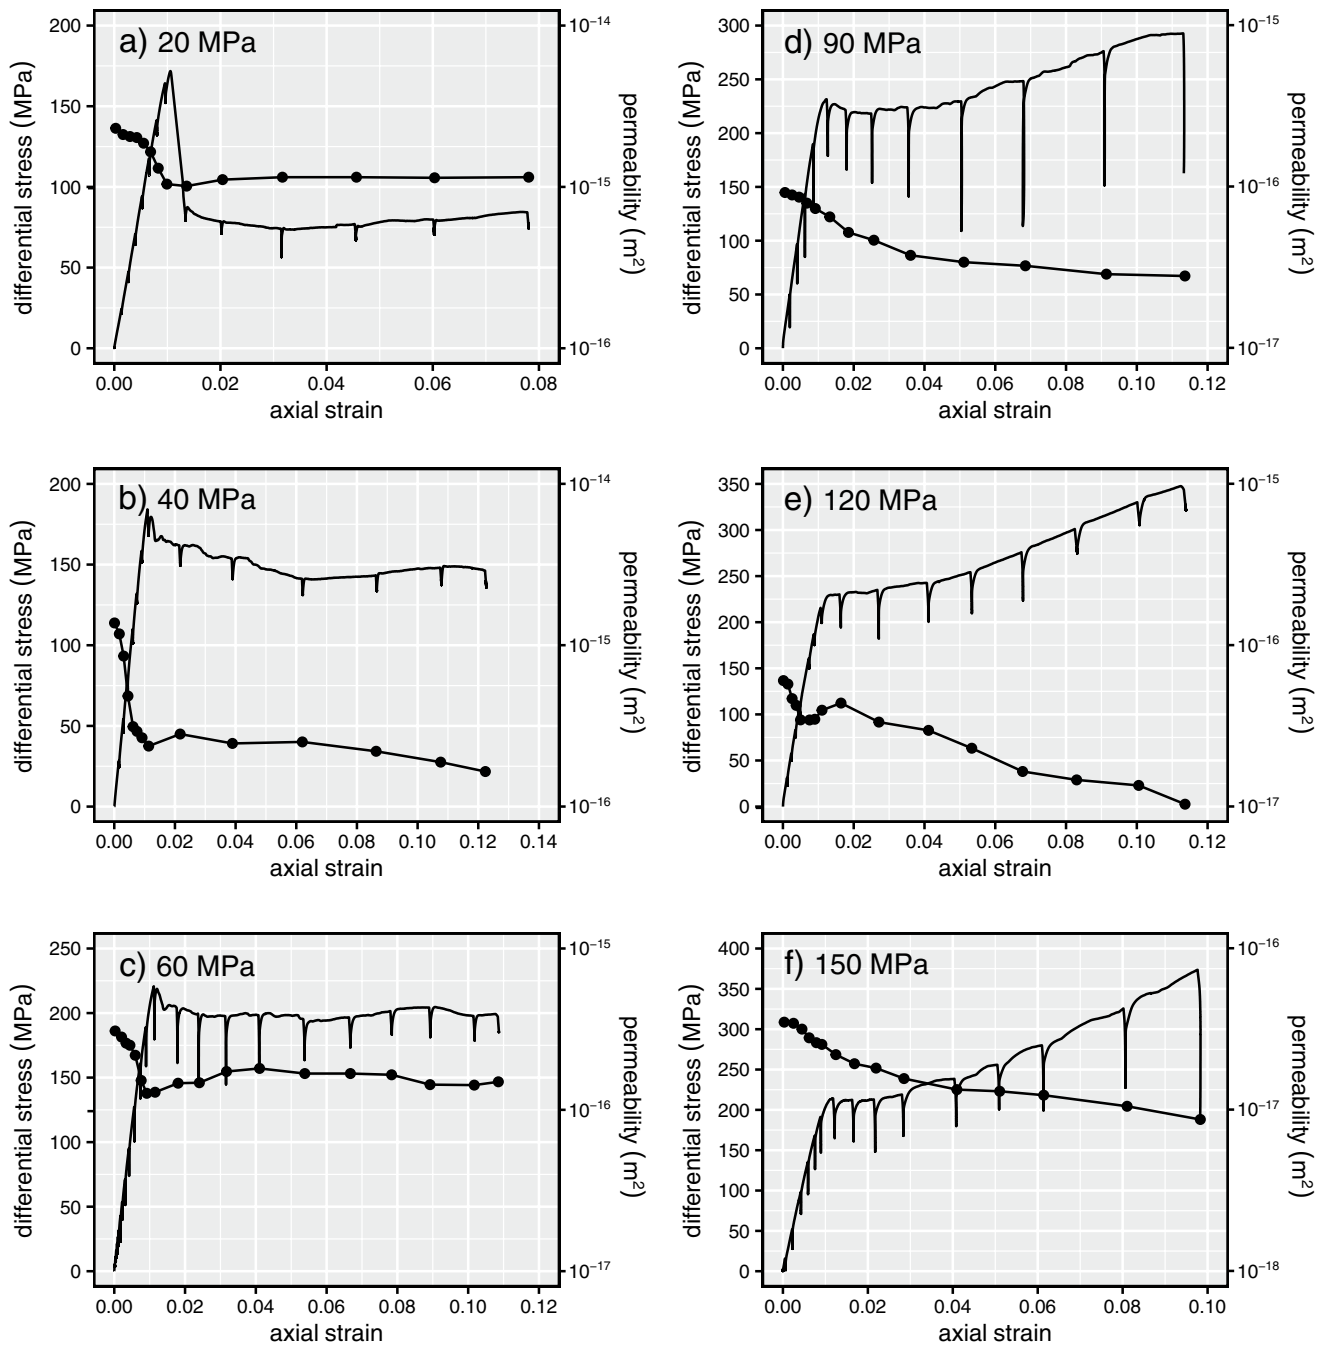 a) 20 MPa
200
150
100
50
0
differential stress (MPa)
10⁻¹⁴
10⁻¹⁵
10⁻¹⁶
permeability (m²)
0.00 0.02 0.04 0.06 0.08
axial strain
d) 90 MPa
300
250
200
150
100
50
0
differential stress (MPa)
10⁻¹⁵
10⁻¹⁶
10⁻¹⁷
permeability (m²)
0.00 0.02 0.04 0.06 0.08 0.10 0.12
axial strain
b) 40 MPa
200
150
100
50
0
differential stress (MPa)
10⁻¹⁴
10⁻¹⁵
10⁻¹⁶
permeability (m²)
0.00 0.02 0.04 0.06 0.08 0.10 0.12 0.14
axial strain
e) 120 MPa
350
300
250
200
150
100
50
0
differential stress (MPa)
10⁻¹⁵
10⁻¹⁶
10⁻¹⁷
permeability (m²)
0.00 0.02 0.04 0.06 0.08 0.10 0.12
axial strain
c) 60 MPa
250
200
150
100
50
0
differential stress (MPa)
10⁻¹⁵
10⁻¹⁶
10⁻¹⁷
permeability (m²)
0.00 0.02 0.04 0.06 0.08 0.10 0.12
axial strain
f) 150 MPa
400
350
300
250
200
150
100
50
0
differential stress (MPa)
10⁻¹⁶
10⁻¹⁷
10⁻¹⁸
permeability (m²)
0.00 0.02 0.04 0.06 0.08 0.10
axial strain